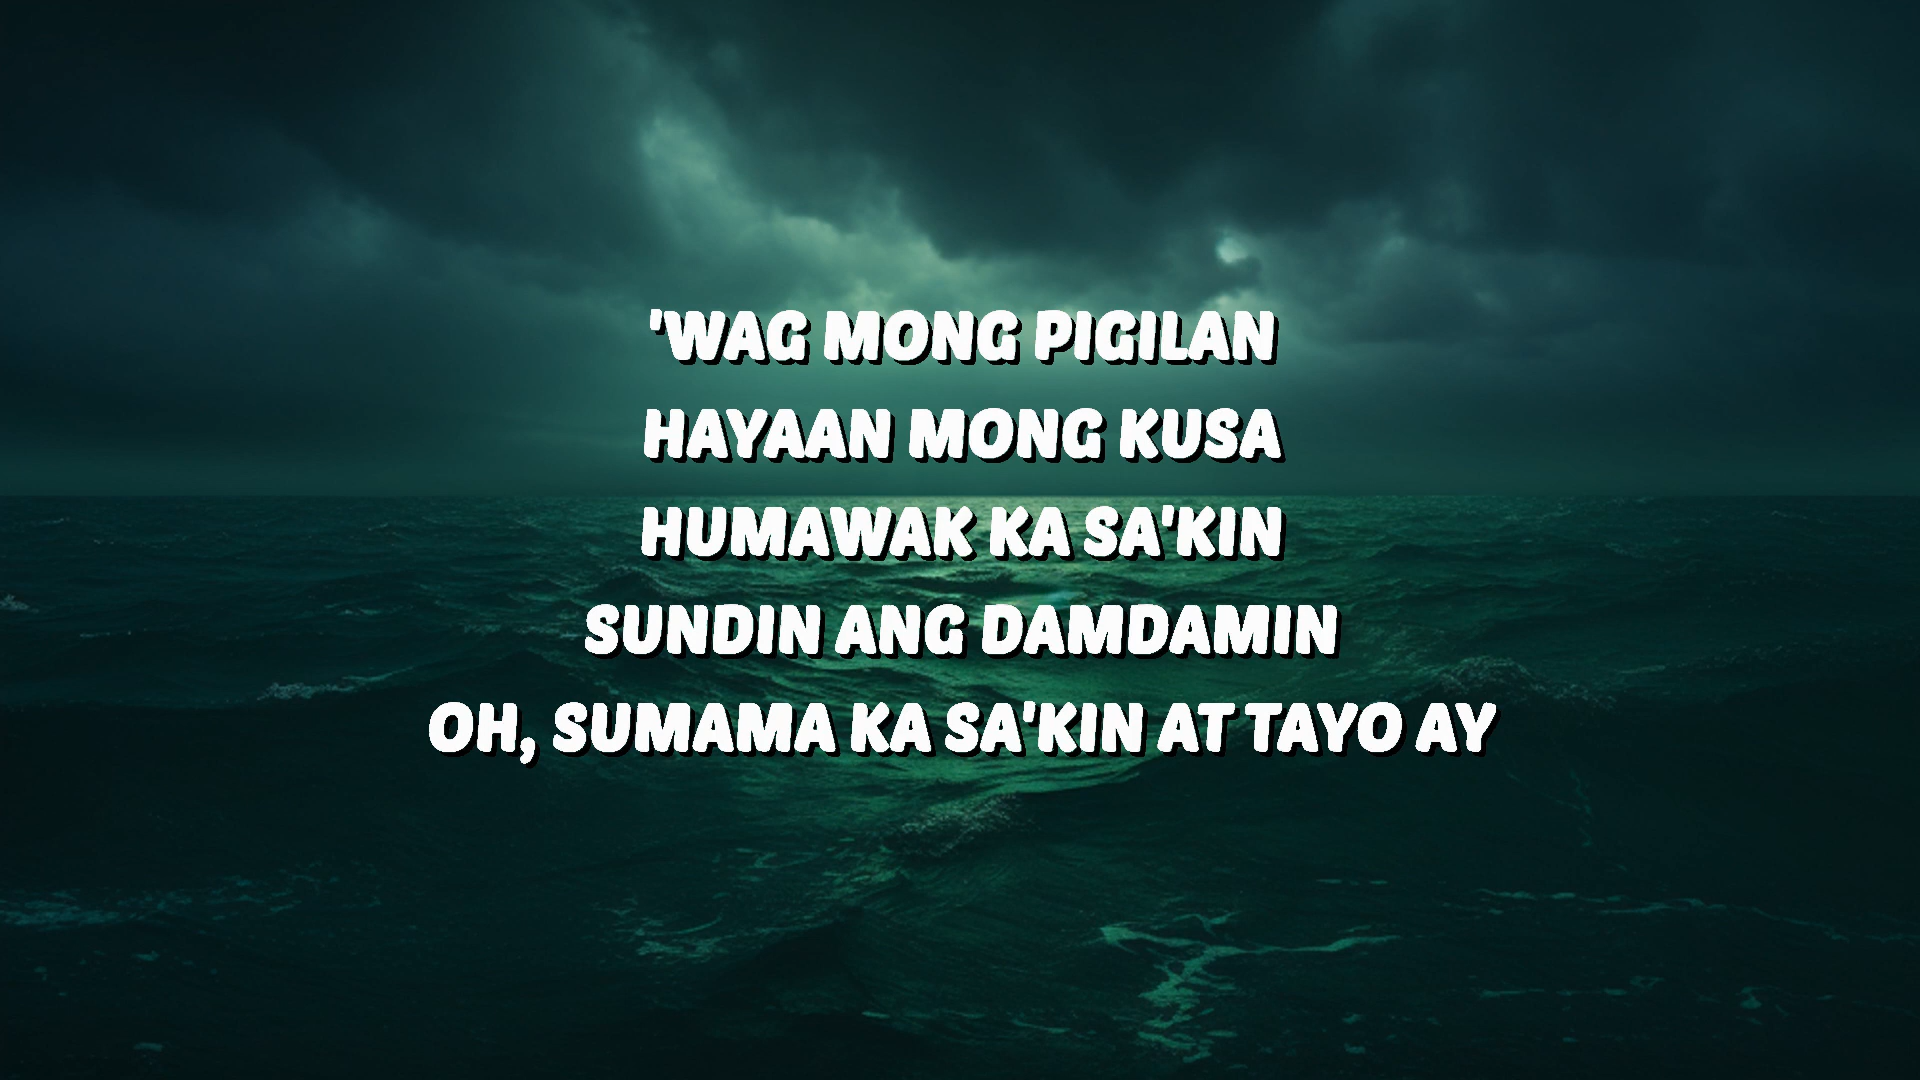 'WAG MONG PIGILAN
HAYAAN MONG KUSA
HUMAWAK KA SA'KIN
SUNDIN ANG DAMDAMIN
OH, SUMAMA KA SA'KIN AT TAYO AY